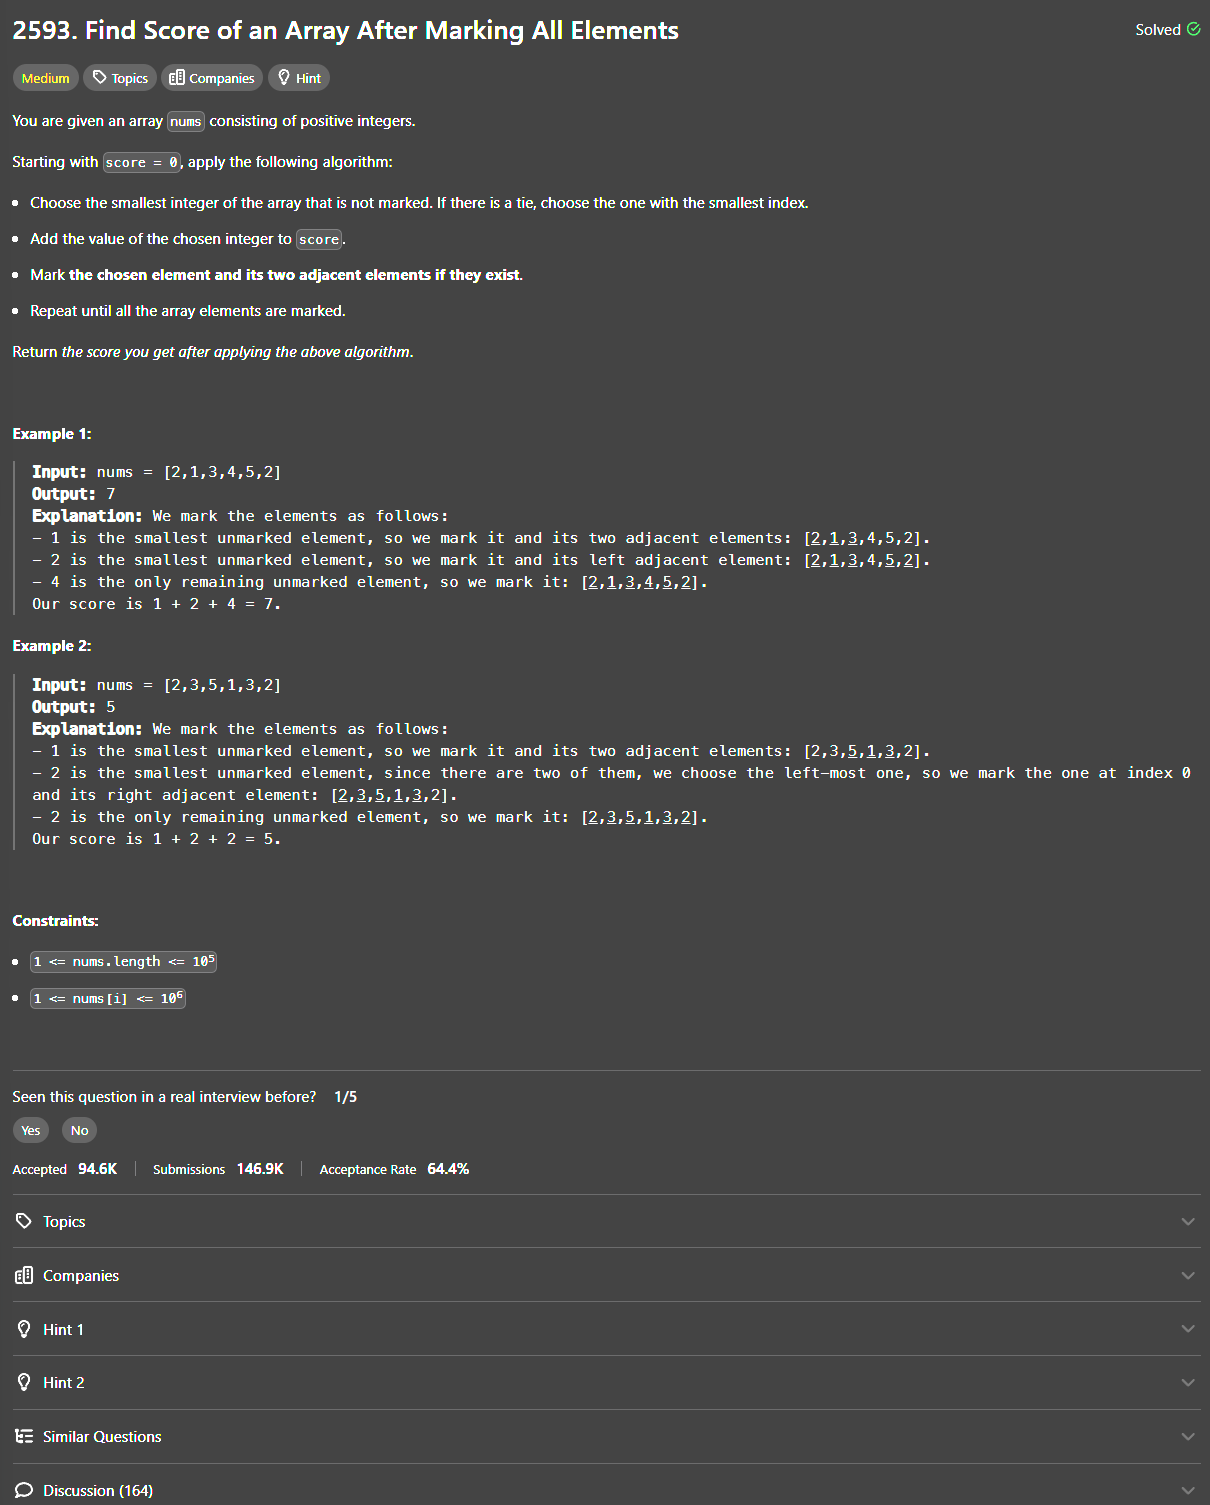 2593. Find Score of an Array After Marking All Elements
Solved
Medium Topics Companies Hint
You are given an array nums consisting of positive integers.
Starting with score = 0, apply the following algorithm:
• Choose the smallest integer of the array that is not marked. If there is a tie, choose the one with the smallest index.
• Add the value of the chosen integer to score.
• Mark the chosen element and its two adjacent elements if they exist.
• Repeat until all the array elements are marked.
Return the score you get after applying the above algorithm.
Example 1:
Input: nums = [2,1,3,4,5,2]
Output: 7
Explanation: We mark the elements as follows:
- 1 is the smallest unmarked element, so we mark it and its two adjacent elements: [2,1,3,4,5,2].
- 2 is the smallest unmarked element, so we mark it and its left adjacent element: [2,1,3,4,5,2].
- 4 is the only remaining unmarked element, so we mark it: [2,1,3,4,5,2].
Our score is 1 + 2 + 4 = 7.
Example 2:
Input: nums = [2,3,5,1,3,2]
Output: 5
Explanation: We mark the elements as follows:
- 1 is the smallest unmarked element, so we mark it and its two adjacent elements: [2,3,5,1,3,2].
- 2 is the smallest unmarked element, since there are two of them, we choose the left-most one, so we mark the one at index 0
and its right adjacent element: [2,3,5,1,3,2].
- 2 is the only remaining unmarked element, so we mark it: [2,3,5,1,3,2].
Our score is 1 + 2 + 2 = 5.
Constraints:
• 1 <= nums.length <= 10⁵
• 1 <= nums[i] <= 10⁶
Seen this question in a real interview before? 1/5
Yes No
Accepted 94.6K Submissions 146.9K Acceptance Rate 64.4%
Topics
Companies
Hint 1
Hint 2
Similar Questions
Discussion (164)